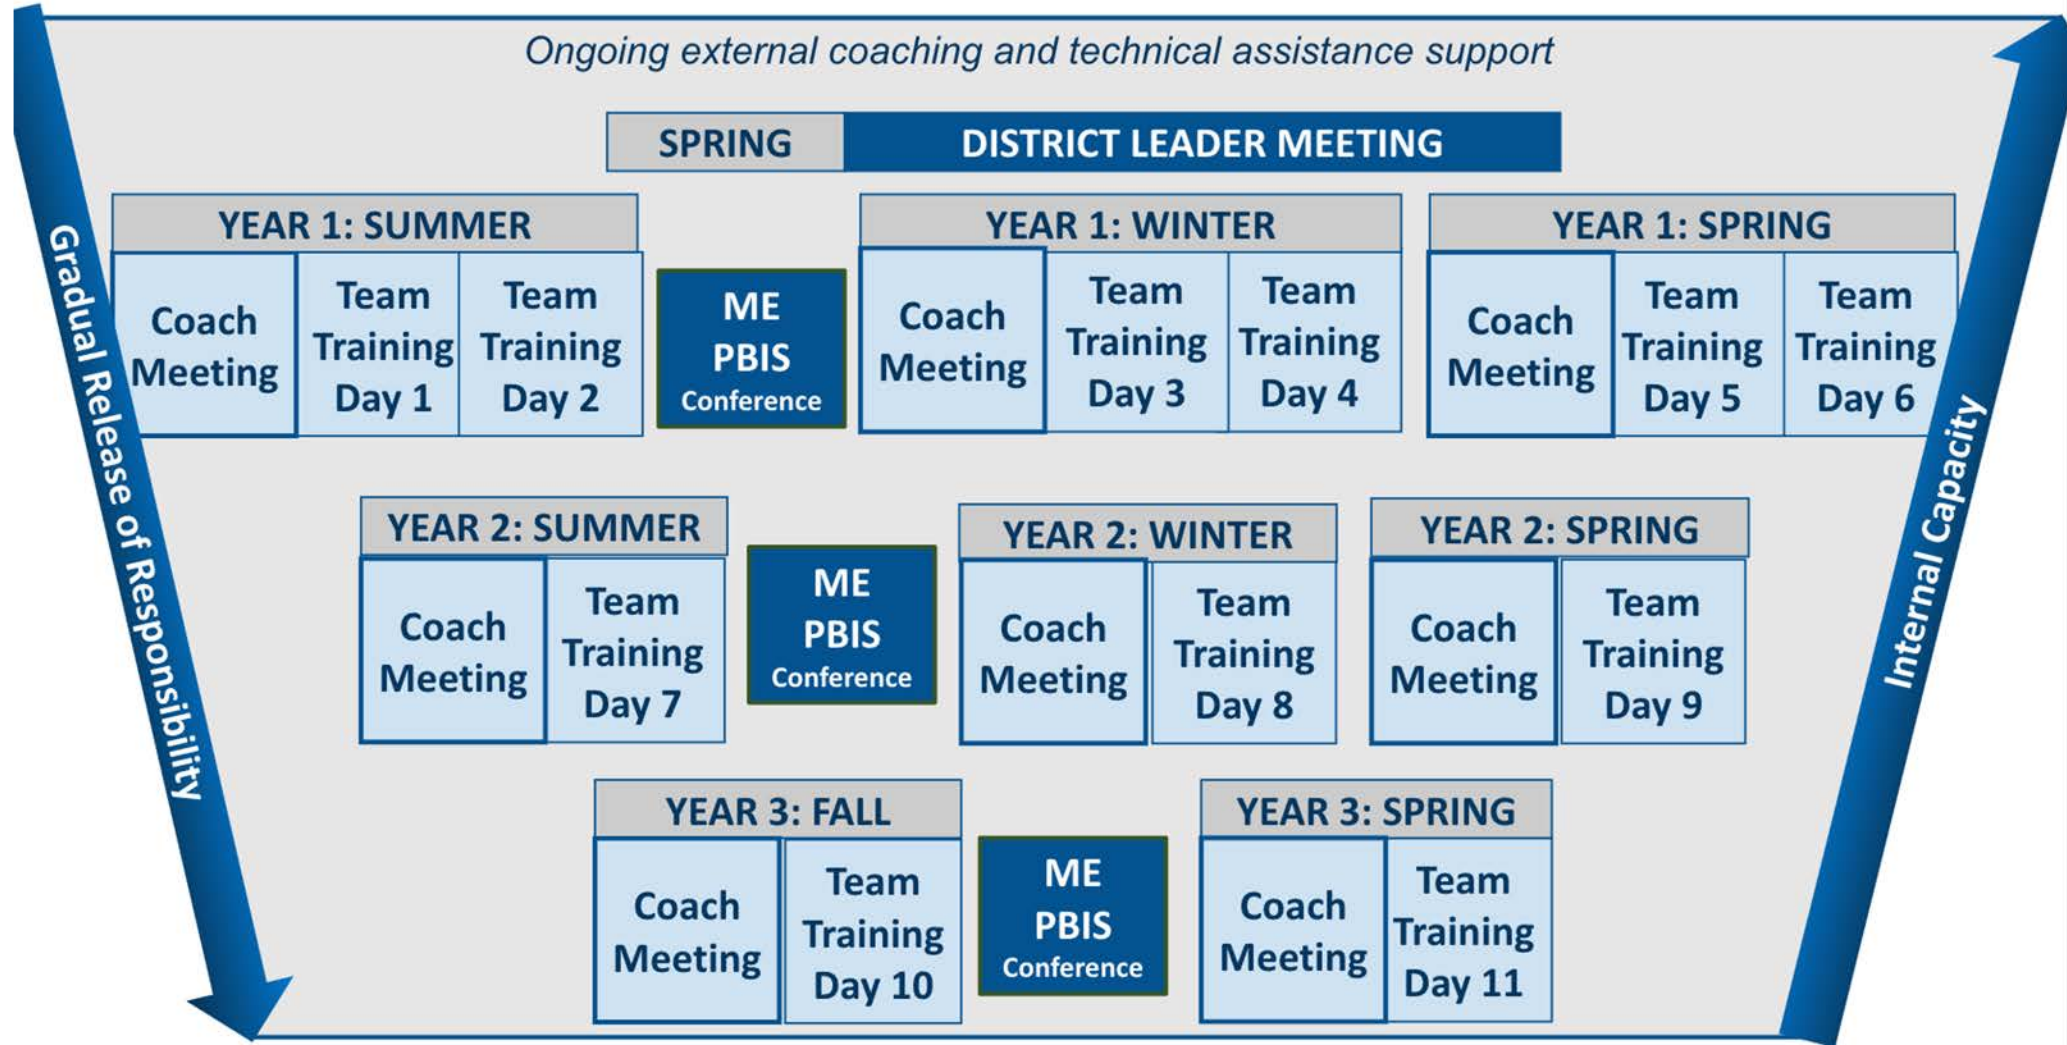 Ongoing external coaching and technical assistance support
SPRING
DISTRICT LEADER MEETING
Gradual Release of Responsibility
YEAR 1: SUMMER
Coach
Meeting
Team
Training
Day 1
Team
Training
Day 2
ME
PBIS
Conference
YEAR 1: WINTER
Coach
Meeting
Team
Training
Day 3
Team
Training
Day 4
YEAR 1: SPRING
Coach
Meeting
Team
Training
Day 5
Team
Training
Day 6
Internal Capacity
YEAR 2: SUMMER
Coach
Meeting
Team
Training
Day 7
ME
PBIS
Conference
YEAR 2: WINTER
Coach
Meeting
Team
Training
Day 8
YEAR 2: SPRING
Coach
Meeting
Team
Training
Day 9
YEAR 3: FALL
Coach
Meeting
Team
Training
Day 10
ME
PBIS
Conference
YEAR 3: SPRING
Coach
Meeting
Team
Training
Day 11